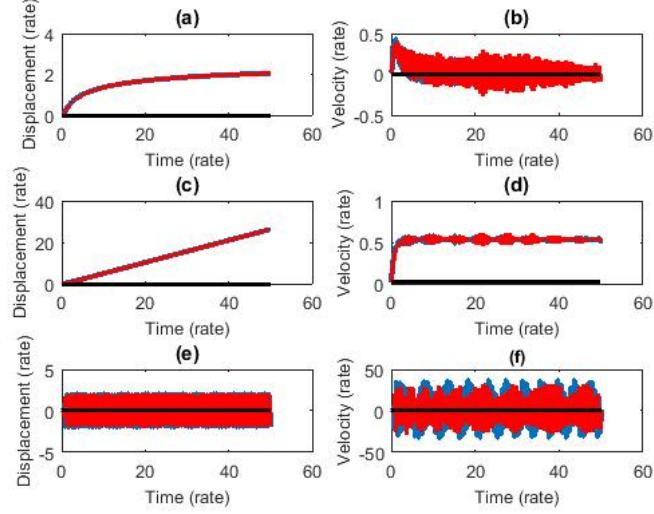 (a)
Displacement (rate)
4
2
0
0 20 40 60
Time (rate)
(b)
Velocity (rate)
0.5
0
-0.5
0 20 40 60
Time (rate)
(c)
Displacement (rate)
40
20
0
0 20 40 60
Time (rate)
(d)
Velocity (rate)
1
0.5
0
0 20 40 60
Time (rate)
(e)
Displacement (rate)
5
0
-5
0 20 40 60
Time (rate)
(f)
Velocity (rate)
50
0
-50
0 20 40 60
Time (rate)